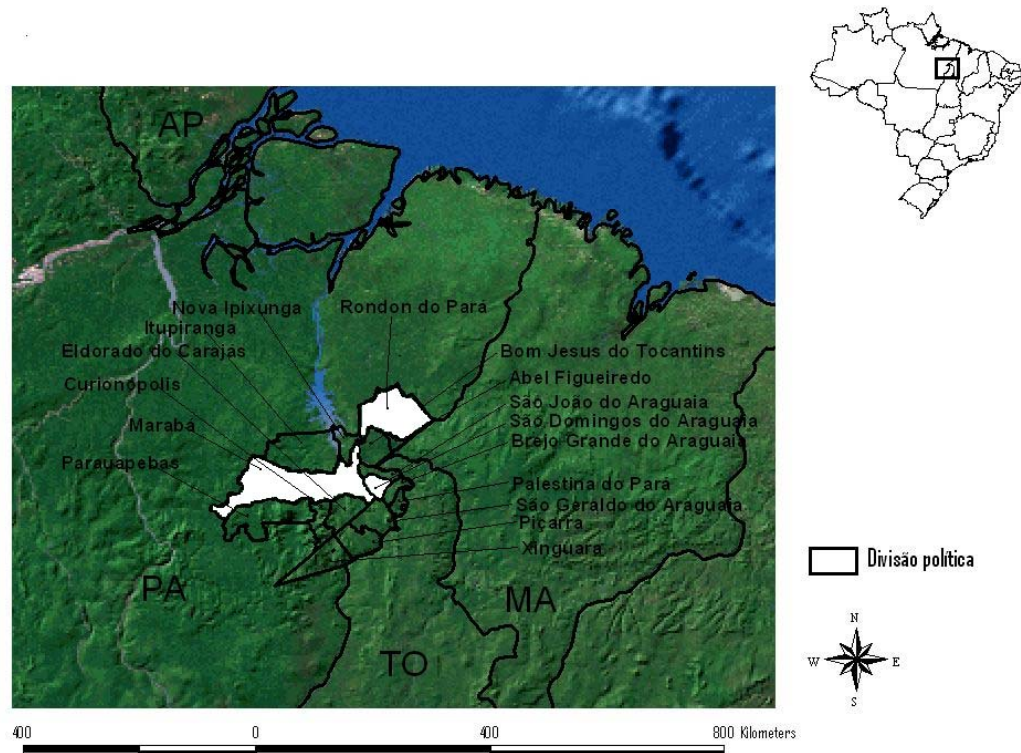 AP
Nova Ipixunga
Rondon do Pará
Itupiranga
Eldorado do Carajás
Bom Jesus do Tocantins
Curionópolis
Abel Figueiredo
São João do Araguaia
Marabá
São Domingos do Araguaia
Brejo Grande do Araguaia
Parauapebas
Palestina do Pará
São Geraldo do Araguaia
Piçarra
Xinguara
PA
MA
TO
Divisão política
N
W
E
S
400 0 400 800 Kilometers